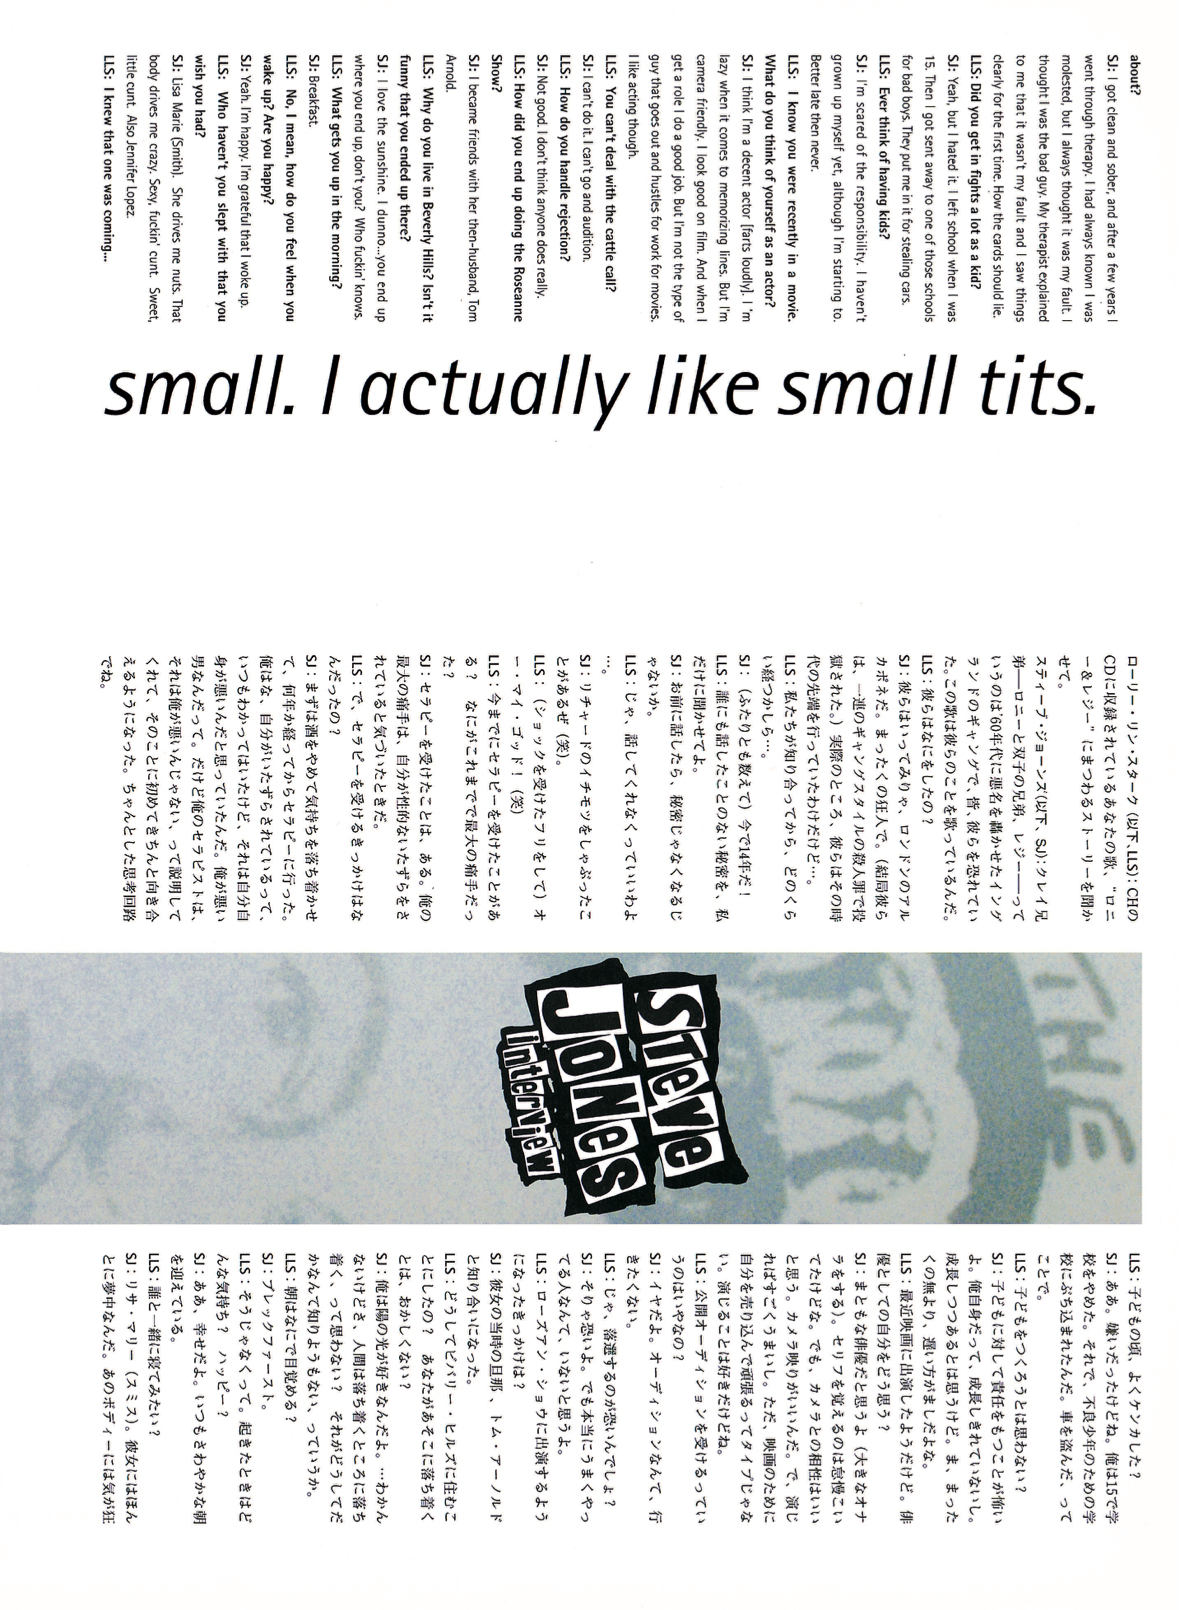 about?
SJ: I got clean and sober, and after a few years I
went through therapy. I had always known I was
molested, but I always thought it was my fault. I
thought I was the bad guy. My therapist explained
to me that it wasn't my fault and I saw things
clearly for the first time. How the cards should lie.
LLS: Did you get in fights a lot as a kid?
SJ: Yeah, but I hated it. I left school when I was
15. Then I got sent away to one of those schools
for bad boys. They put me in it for stealing cars.
LLS: Ever think of having kids?
SJ: I'm scared of the responsibility. I haven't
grown up myself yet, although I'm starting to.
Better late then never.
LLS: I know you were recently in a movie.
What do you think of yourself as an actor?
SJ: I think I'm a decent actor [farts loudly]. I 'm
lazy when it comes to memorizing lines. But I'm
camera friendly. I look good on film. And when I
get a role I do a good job. But I'm not the type of
guy that goes out and hustles for work for movies.
I like acting though.
LLS: You can't deal with the cattle call?
SJ: I can't do it. I can't go and audition.
LLS: How do you handle rejection?
SJ: Not good. I don't think anyone does really.
LLS: How did you end up doing the Roseanne
Show?
SJ: I became friends with her then-husband, Tom
Arnold.
LLS: Why do you live in Beverly Hills? Isn't it
funny that you ended up there?
SJ: I love the sunshine. I dunno...you end up
where you end up, don't you? Who fuckin' knows.
LLS: What gets you up in the morning?
SJ: Breakfast.
LLS: No, I mean, how do you feel when you
wake up? Are you happy?
SJ: Yeah. I'm happy. I'm grateful that I woke up.
LLS: Who haven't you slept with that you
wish you had?
SJ: Lisa Marie (Smith). She drives me nuts. That
body drives me crazy. Sexy, fuckin' cunt. Sweet,
little cunt. Also Jennifer Lopez.
LLS: I knew that one was coming...
small. I actually like small tits.
ローリー・リン・スターク (以下、LLS) : CHの
CDに収録されているあなたの歌、"ロニ
ー&レジー" にまつわるストーリーを聞か
せて。
スティーブ・ジョーンズ(以下、SJ):クレイ兄
弟——ロニーと双子の兄弟、レジー——って
いうのは'60年代に悪名を轟かせたイング
ランドのギャングで、皆、彼らを恐れてい
た。この歌は彼らのことを歌っているんだ。
LLS : 彼らはなにをしたの?
SJ : 彼らはいってみりゃ、ロンドンのアル
カポネだ。まったくの狂人で。(結局彼ら
は、一連のギャングスタイルの殺人罪で投
獄された。) 実際のところ、彼らはその時
代の先端を行っていたわけだけど…。
LLS : 私たちが知り合ってから、どのくら
い経つかしら…。
SJ : (ふたりとも数えて) 今で14年だ!
LLS : 誰にも話したことのない秘密を、私
だけに聞かせてよ。
SJ : お前に話したら、秘密じゃなくなるじ
ゃないか。
LLS : じゃ、話してくれなくっていいわよ
…。
SJ : リチャードのイチモツをしゃぶったこ
とがあるぜ (笑)。
LLS : (ショックを受けたフリをして) オ
ー・マイ・ゴッド! (笑)
LLS : 今までにセラピーを受けたことがあ
る? なにがこれまでで最大の痛手だっ
た?
SJ : セラピーを受けたことは、ある。俺の
最大の痛手は、自分が性的ないたずらをさ
れていると気づいたときだ。
LLS : で、セラピーを受けるきっかけはな
んだったの?
SJ : まずは酒をやめて気持ちを落ち着かせ
て、何年か経ってからセラピーに行った。
俺はな、自分がいたずらされているって、
いつもわかってはいたけど、それは自分自
身が悪いんだと思っていたんだ。俺が悪い
男なんだって。だけど俺のセラピストは、
それは俺が悪いんじゃない、って説明して
くれて、そのことに初めてきちんと向き合
えるようになった。ちゃんとした思考回路
でね。
THE
Steve
Jones
interview
LLS : 子どもの頃、よくケンカした?
SJ : ああ。嫌いだったけどね。俺は15で学
校をやめた。それで、不良少年のための学
校にぶち込まれたんだ。車を盗んだ、って
ことで。
LLS : 子どもをつくろうとは思わない?
SJ : 子どもに対して責任をもつことが怖い
よ。俺自身だって、成長しきれていないし。
成長しつつあるとは思うけど。ま、まった
くの無より、遅い方がましだよな。
LLS : 最近映画に出演したようだけど。俳
優としての自分をどう思う?
SJ : まともな俳優だと思うよ (大きなオナ
ラをする)。セリフを覚えるのは怠慢こい
てたけどな。でも、カメラとの相性はいい
と思う。カメラ映りがいいんだ。で、演じ
ればすごくうまいし。ただ、映画のために
自分を売り込んで頑張るってタイプじゃな
い。演じることは好きだけどね。
LLS : 公開オーディションを受けるってい
うのはいやなの?
SJ : イヤだよ。オーディションなんて、行
きたくない。
LLS : じゃ、落選するのが恐いんでしょ?
SJ : そりゃ恐いよ。でも本当にうまくやっ
てる人なんて、いないと思うよ。
LLS : ローズアン・ショウに出演するよう
になったきっかけは?
SJ : 彼女の当時の旦那、トム・アーノルド
と知り合いになった。
LLS : どうしてビバリー・ヒルズに住むこ
とにしたの? あなたがあそこに落ち着く
とは、おかしくない?
SJ : 俺は陽の光が好きなんだよ。…わかん
ないけどさ、人間は落ち着くところに落ち
着く、って思わない? それがどうしてだ
かなんて知りようもない、っていうか。
LLS : 朝はなにで目覚める?
SJ : ブレックファースト。
LLS : そうじゃなくって。起きたときはど
んな気持ち? ハッピー?
SJ : ああ、幸せだよ。いつもさわやかな朝
を迎えている。
LLS : 誰と一緒に寝てみたい?
SJ : リサ・マリー (スミス)。彼女にはほん
とに夢中なんだ。あのボディーには気が狂